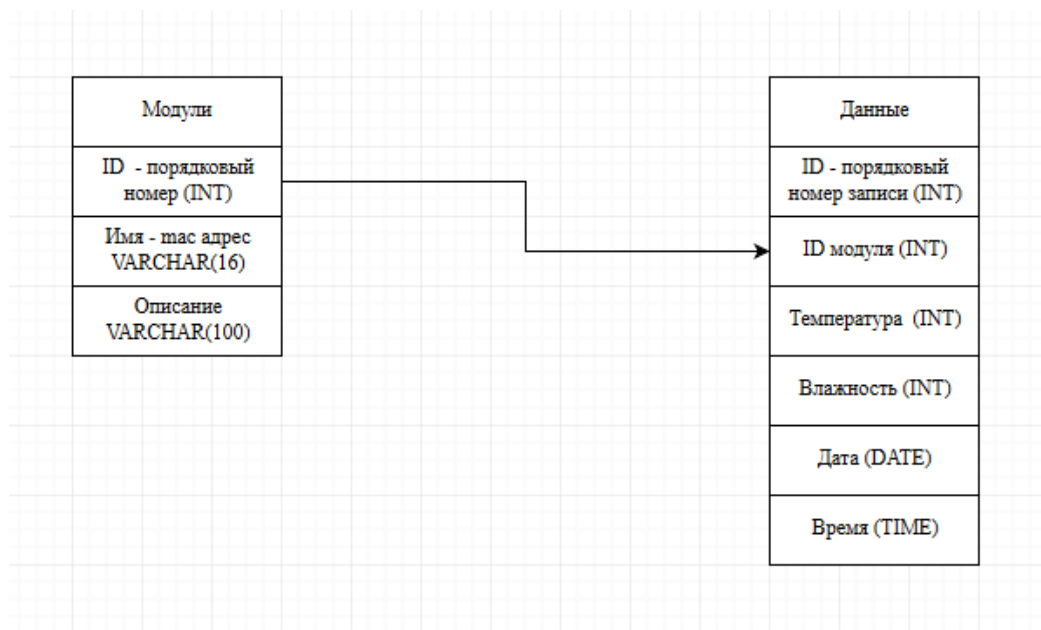 Модули
ID - порядковый
номер (INT)
Имя - mac адрес
VARCHAR(16)
Описание
VARCHAR(100)
Данные
ID - порядковый
номер записи (INT)
ID модуля (INT)
Температура (INT)
Влажность (INT)
Дата (DATE)
Время (TIME)